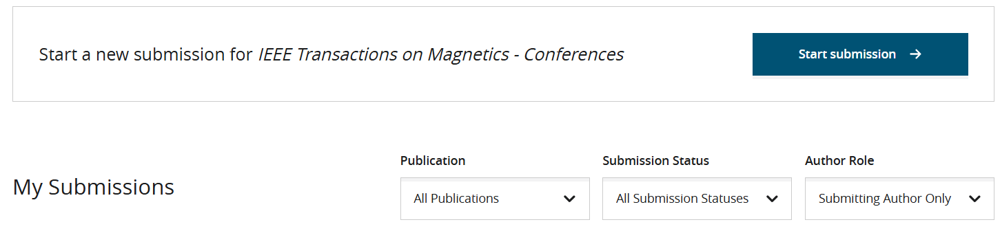 Start a new submission for IEEE Transactions on Magnetics - Conferences
Start submission →
My Submissions
Publication
All Publications
Submission Status
All Submission Statuses
Author Role
Submitting Author Only